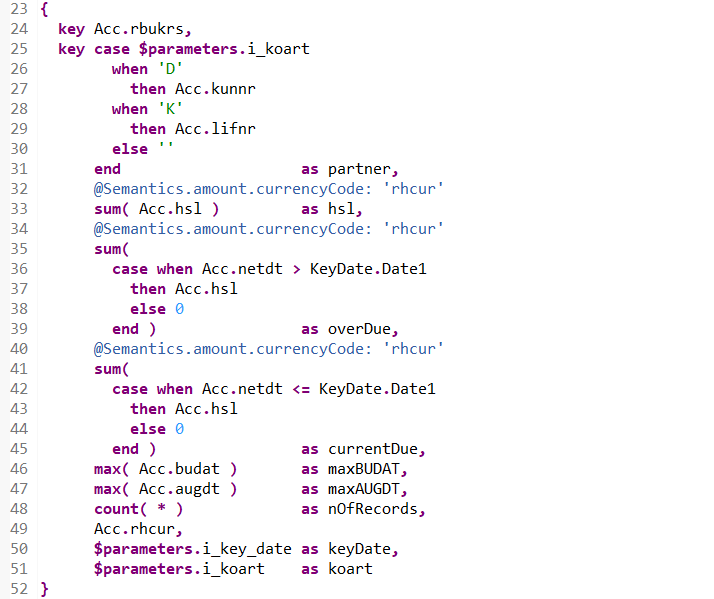 23 {
24   key Acc.rbukrs,
25   key case $parameters.i_koart
26         when 'D'
27           then Acc.kunnr
28         when 'K'
29           then Acc.lifnr
30         else ''
31       end                    as partner,
32       @Semantics.amount.currencyCode: 'rhcur'
33       sum( Acc.hsl )         as hsl,
34       @Semantics.amount.currencyCode: 'rhcur'
35       sum(
36         case when Acc.netdt > KeyDate.Date1
37           then Acc.hsl
38           else 0
39         end )                as overDue,
40       @Semantics.amount.currencyCode: 'rhcur'
41       sum(
42         case when Acc.netdt <= KeyDate.Date1
43           then Acc.hsl
44           else 0
45         end )                as currentDue,
46       max( Acc.budat )       as maxBUDAT,
47       max( Acc.augdt )       as maxAUGDT,
48       count( * )             as nOfRecords,
49       Acc.rhcur,
50       $parameters.i_key_date as keyDate,
51       $parameters.i_koart    as koart
52 }